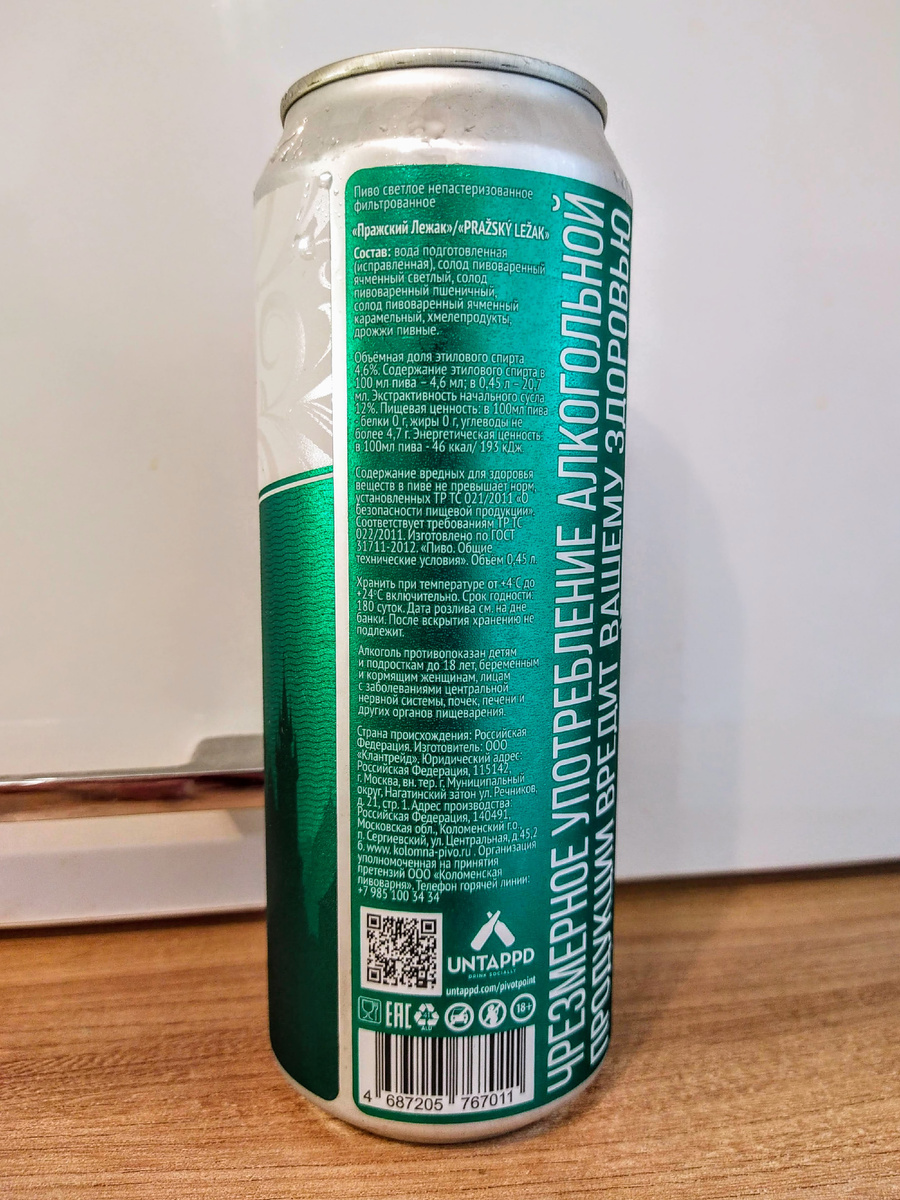 Пиво светлое непастеризованное
фильтрованное
«Пражский Лежак»/«PRAŽSKÝ LEŽAK»
Состав: вода подготовленная
(исправленная), солод пивоваренный
ячменный светлый, солод
пивоваренный пшеничный,
солод пивоваренный ячменный
карамельный, хмелепродукты,
дрожжи пивные.
Объёмная доля этилового спирта
4,6%. Содержание этилового спирта в
100 мл пива – 4,6 мл; в 0,45 л – 20,7
мл. Экстрактивность начального сусла
12%. Пищевая ценность: в 100мл пива
- белки 0 г, жиры 0 г, углеводы не
более 4,7 г. Энергетическая ценность:
в 100мл пива - 46 ккал/ 193 кДж.
Содержание вредных для здоровья
веществ в пиве не превышает норм,
установленных ТР ТС 021/2011 «О
безопасности пищевой продукции».
Соответствует требованиям ТР ТС
022/2011. Изготовлено по ГОСТ
31711-2012. «Пиво. Общие
технические условия». Объем 0,45 л.
Хранить при температуре от +4°С до
+24°С включительно. Срок годности:
180 суток. Дата розлива см. на дне
банки. После вскрытия хранению не
подлежит.
Алкоголь противопоказан детям
и подросткам до 18 лет, беременным
и кормящим женщинам, лицам
с заболеваниями центральной
нервной системы, почек, печени и
других органов пищеварения.
Страна происхождения: Российская
Федерация. Изготовитель: ООО
«Клантрейд». Юридический адрес:
Российская Федерация, 115142,
г. Москва, вн. тер. г. Муниципальный
округ, Нагатинский затон ул. Речников,
д. 21, стр. 1. Адрес производства:
Российская Федерация, 140491,
Московская обл., Коломенский г.о.,
п. Сергиевский, ул. Центральная, д.45,2
б. www. kolomna-pivo.ru . Организация
уполномоченная на принятия
претензий ООО «Коломенская
пивоварня». Телефон горячей линии:
+7 985 100 34 34
UNTAPPD
DRINK SOCIALLY
untappd.com/pivotpoint
EAC
41
ALU
18+
4 687205 767011
ЧРЕЗМЕРНОЕ УПОТРЕБЛЕНИЕ АЛКОГОЛЬНОЙ
ПРОДУКЦИИ ВРЕДИТ ВАШЕМУ ЗДОРОВЬЮ